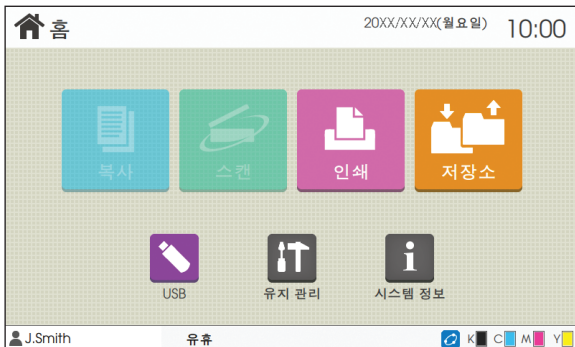 홈
20XX/XX/XX(월요일) 10:00
복사 스캔 인쇄 저장소
USB 유지 관리 시스템 정보
J.Smith 유휴 K C M Y